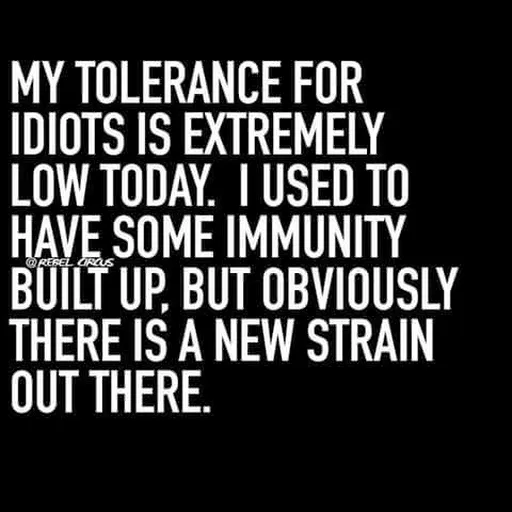 MY TOLERANCE FOR
IDIOTS IS EXTREMELY
LOW TODAY. I USED TO
HAVE SOME IMMUNITY
@ REBEL CIRCUS
BUILT UP, BUT OBVIOUSLY
THERE IS A NEW STRAIN
OUT THERE.